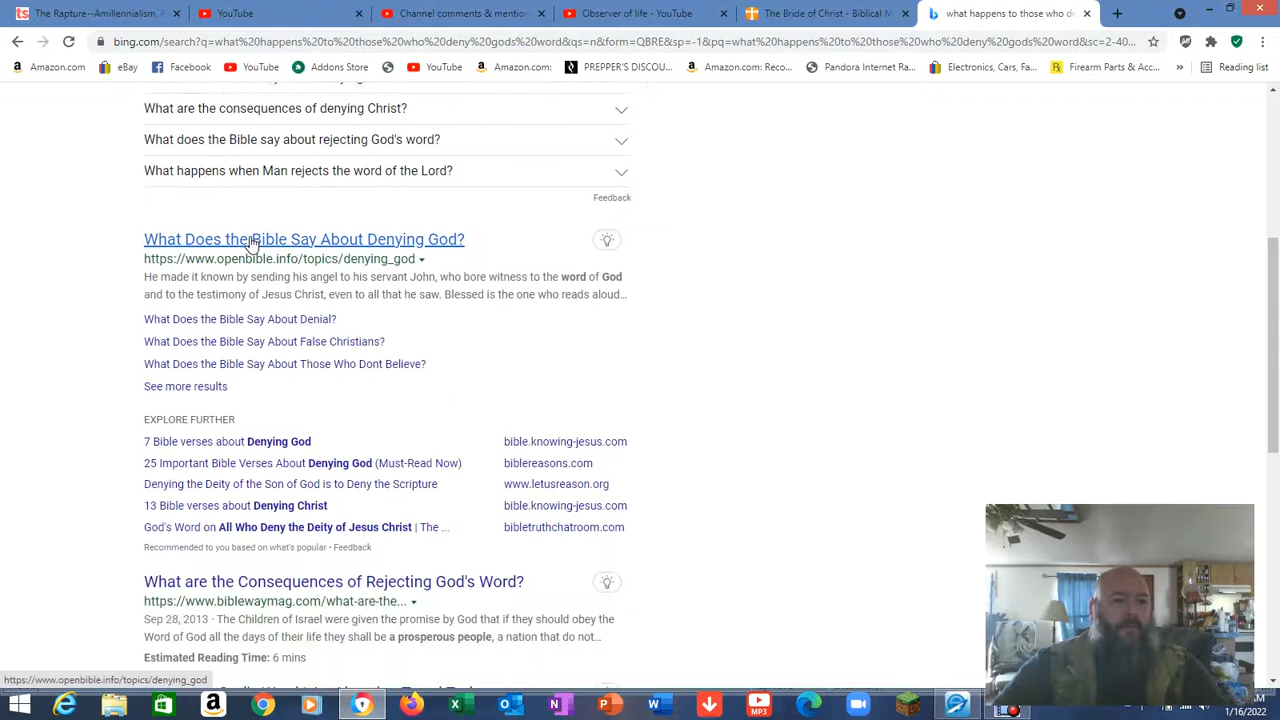 The Rapture--Amillennialism, F
YouTube
Channel comments & mention
Observer of life - YouTube
The Bride of Christ - Biblical M
what happens to those who de
bing.com/search?q=what%20happens%20to%20those%20who%20deny%20gods%20word&qs=n&form=QBRE&sp=-1&pq=what%20happens%20to%20those%20who%20deny%20gods%20word&sc=2-40...
Amazon.com
eBay
Facebook
YouTube
Addons Store
YouTube
Amazon.com:
PREPPER'S DISCOU...
Amazon.com: Reco...
Pandora Internet Ra...
Electronics, Cars, Fa...
Firearm Parts & Acc...
»
Reading list
What are the consequences of denying Christ?
What does the Bible say about rejecting God's word?
What happens when Man rejects the word of the Lord?
Feedback
What Does the Bible Say About Denying God?
https://www.openbible.info/topics/denying_god
He made it known by sending his angel to his servant John, who bore witness to the word of God
and to the testimony of Jesus Christ, even to all that he saw. Blessed is the one who reads aloud...
What Does the Bible Say About Denial?
What Does the Bible Say About False Christians?
What Does the Bible Say About Those Who Dont Believe?
See more results
EXPLORE FURTHER
7 Bible verses about Denying God bible.knowing-jesus.com
25 Important Bible Verses About Denying God (Must-Read Now) biblereasons.com
Denying the Deity of the Son of God is to Deny the Scripture www.letusreason.org
13 Bible verses about Denying Christ bible.knowing-jesus.com
God's Word on All Who Deny the Deity of Jesus Christ | The ... bibletruthchatroom.com
Recommended to you based on what's popular • Feedback
What are the Consequences of Rejecting God's Word?
https://www.biblewaymag.com/what-are-the...
Sep 28, 2013 · The Children of Israel were given the promise by God that if they should obey the
Word of God all the days of their life they shall be a prosperous people, a nation that do not...
Estimated Reading Time: 6 mins
https://www.openbible.info/topics/denying_god
MP3
1/16/2022